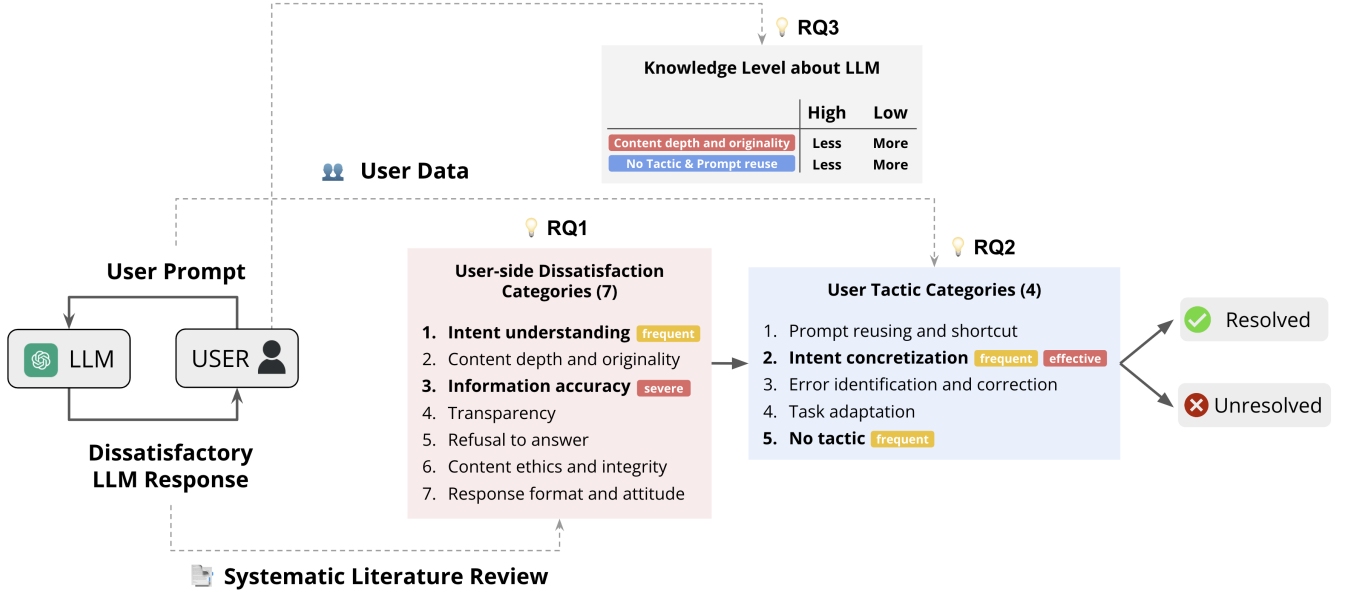 RQ3
Knowledge Level about LLM
High Low
Content depth and originality Less More
No Tactic & Prompt reuse Less More
User Data
RQ1
RQ2
User Prompt
LLM
USER
Dissatisfactory
LLM Response
User-side Dissatisfaction
Categories (7)
1. Intent understanding frequent
2. Content depth and originality
3. Information accuracy severe
4. Transparency
5. Refusal to answer
6. Content ethics and integrity
7. Response format and attitude
User Tactic Categories (4)
1. Prompt reusing and shortcut
2. Intent concretization frequent effective
3. Error identification and correction
4. Task adaptation
5. No tactic frequent
Resolved
Unresolved
Systematic Literature Review